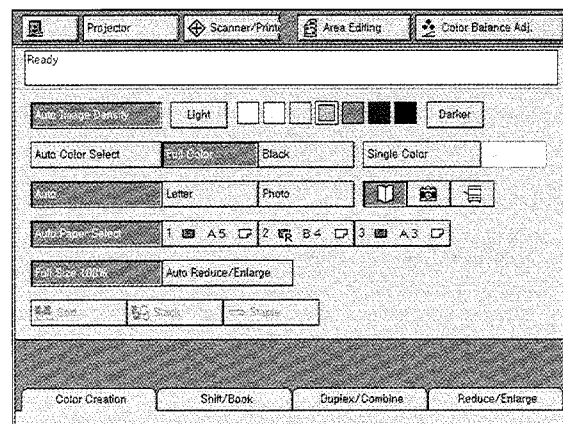 Projector Scanner/Print Area Editing Color Balance Adj.
Ready
Auto Image Density Light Darker
Auto Color Select Full Color Black Single Color
Auto Letter Photo
Auto Paper Select 1 A5 2 B4 3 A3
Full Size 100% Auto Reduce/Enlarge
Sort Stack Staple
Color Creation Shift/Book Duplex/Combine Reduce/Enlarge